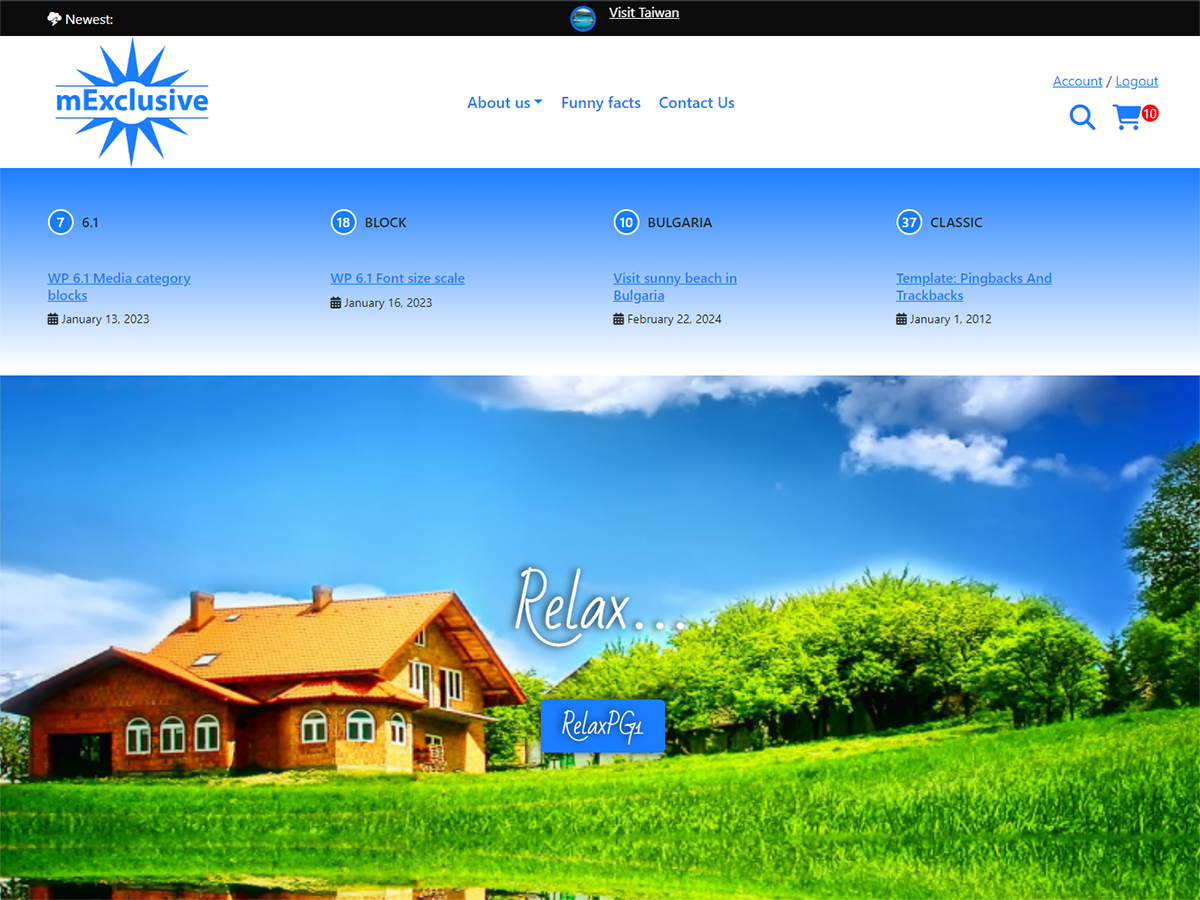 Newest:
Visit Taiwan
mExclusive
About us
Funny facts
Contact Us
Account / Logout
10
7 6.1
WP 6.1 Media category
blocks
January 13, 2023
18 BLOCK
WP 6.1 Font size scale
January 16, 2023
10 BULGARIA
Visit sunny beach in
Bulgaria
February 22, 2024
37 CLASSIC
Template: Pingbacks And
Trackbacks
January 1, 2012
Relax...
RelaxPG1